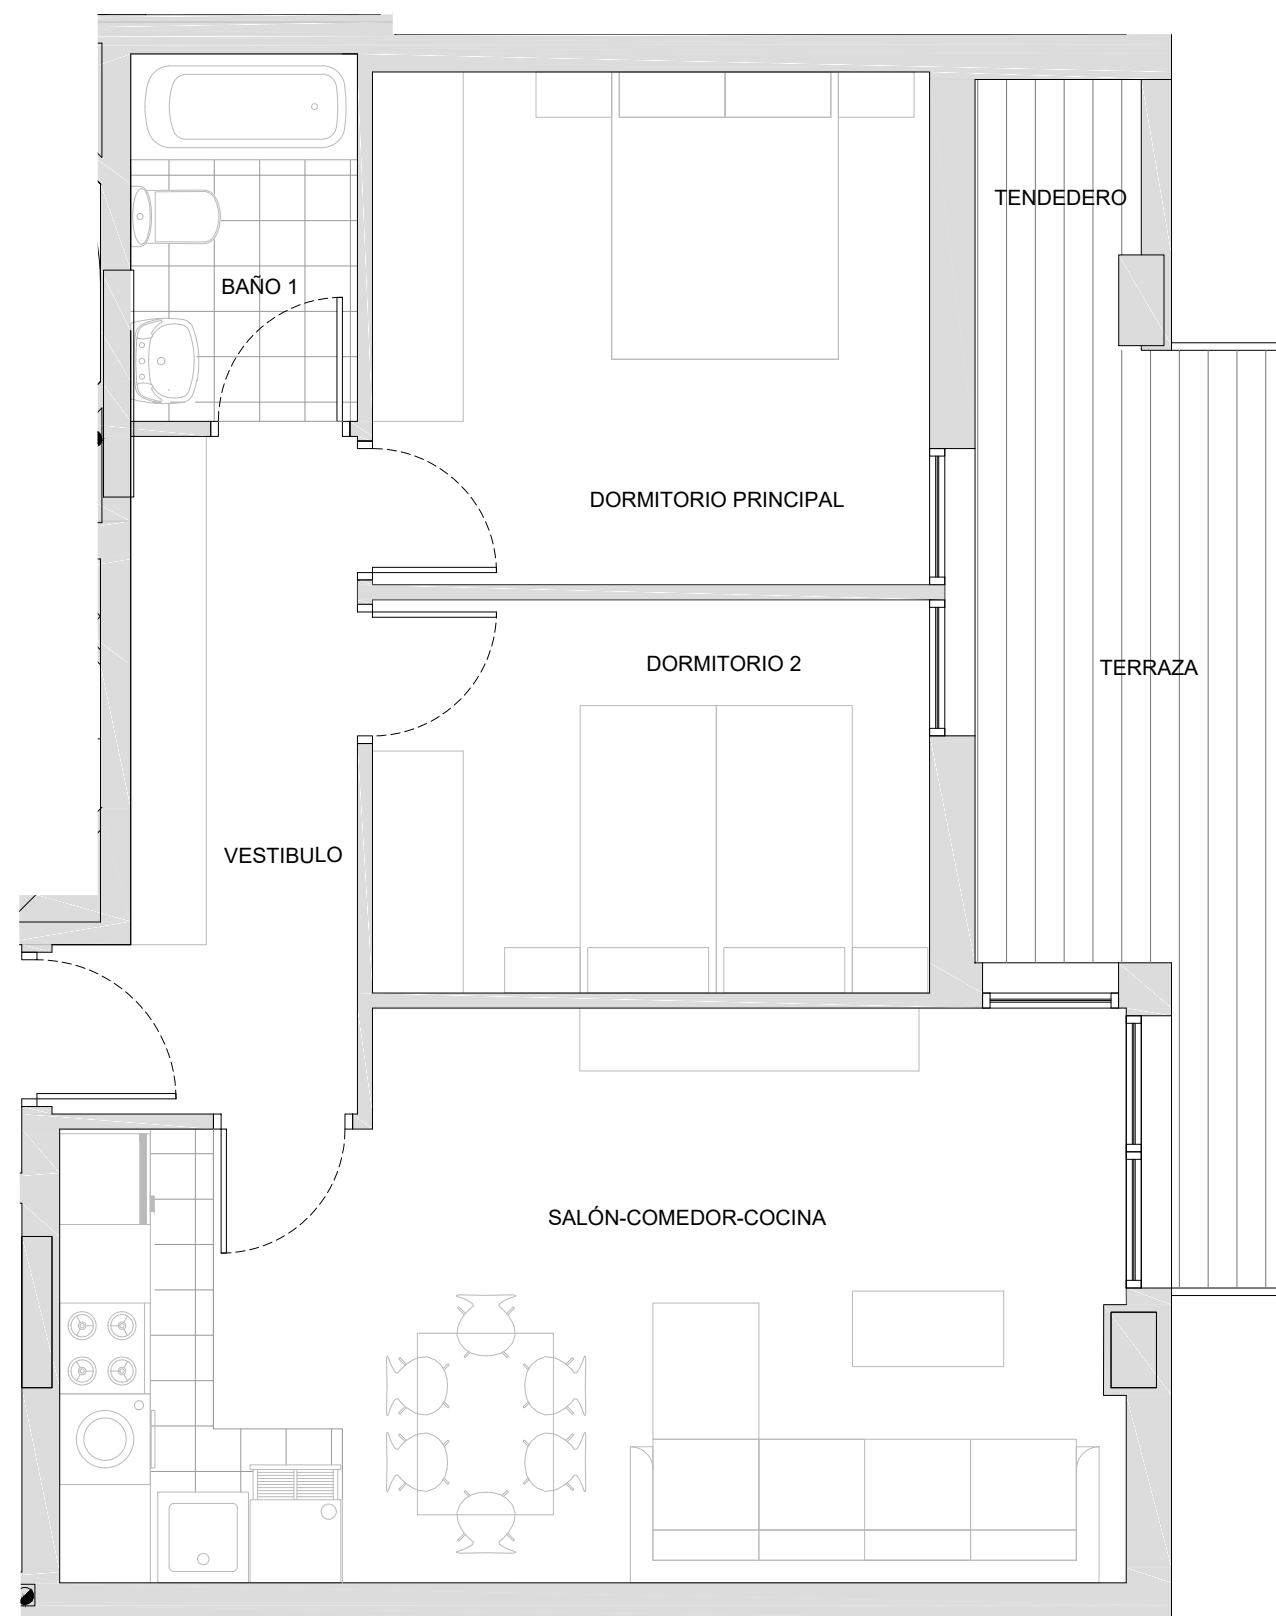 TENDEDERO
BAÑO 1
DORMITORIO PRINCIPAL
DORMITORIO 2
TERRAZA
VESTIBULO
SALÓN-COMEDOR-COCINA